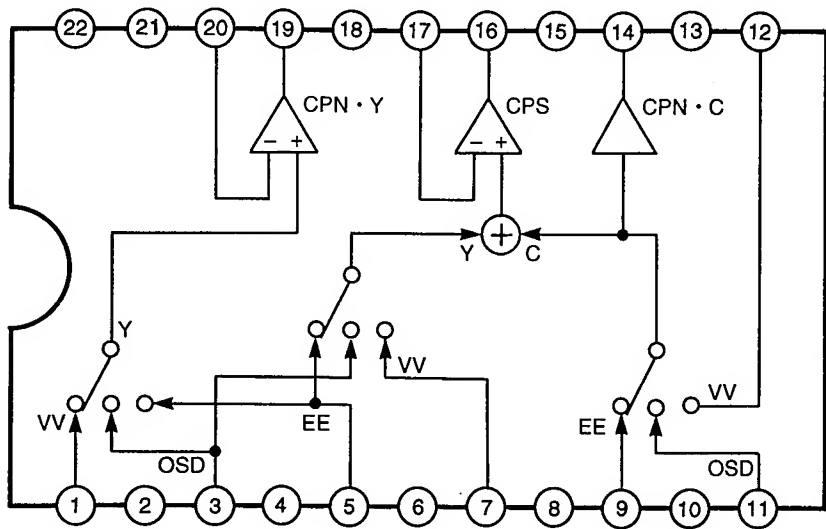 22 21 20 19 18 17 16 15 14 13 12
CPN・Y CPS CPN・C
− + − +
+
Y C
Y
VV
VV EE VV
EE
OSD OSD
1 2 3 4 5 6 7 8 9 10 11